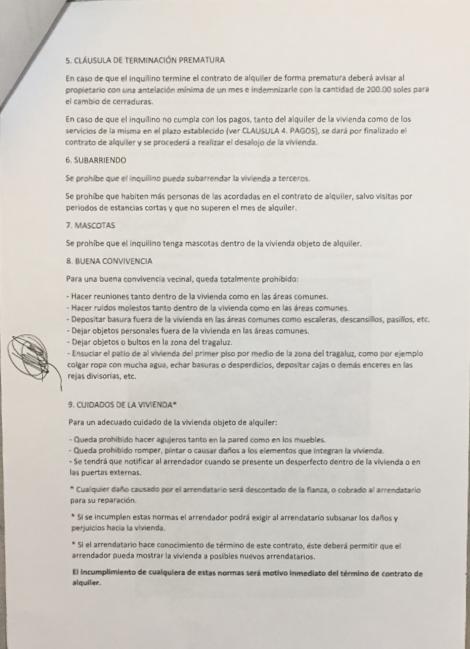 5. CLÁUSULA DE TERMINACIÓN PREMATURA
En caso de que el inquilino termine el contrato de alquiler de forma prematura deberá avisar al
propietario con una antelación mínima de un mes e indemnizarle con la cantidad de 200.00 soles para
el cambio de cerraduras.
En caso de que el inquilino no cumpla con los pagos, tanto del alquiler de la vivienda como de los
servicios de la misma en el plazo establecido (ver CLAUSULA 4. PAGOS), se dará por finalizado el
contrato de alquiler y se procederá a realizar el desalojo de la vivienda.
6. SUBARRIENDO
Se prohíbe que el inquilino pueda subarrendar la vivienda a terceros.
Se prohíbe que habiten más personas de las acordadas en el contrato de alquiler, salvo visitas por
periodos de estancias cortas y que no superen el mes de alquiler.
7. MASCOTAS
Se prohíbe que el inquilino tenga mascotas dentro de la vivienda objeto de alquiler.
8. BUENA CONVIVENCIA
Para una buena convivencia vecinal, queda totalmente prohibido:
- Hacer reuniones tanto dentro de la vivienda como en las áreas comunes.
- Hacer ruidos molestos tanto dentro de la vivienda como en las áreas comunes.
- Depositar basura fuera de la vivienda en las áreas comunes como escaleras, descansillos, pasillos, etc.
- Dejar objetos personales fuera de la vivienda en las áreas comunes.
- Dejar objetos o bultos en la zona del tragaluz.
- Ensuciar el patio de al vivienda del primer piso por medio de la zona del tragaluz, como por ejemplo
colgar ropa con mucha agua, echar basuras o desperdicios, depositar cajas o demás enceres en las
rejas divisorias, etc.
9. CUIDADOS DE LA VIVIENDA*
Para un adecuado cuidado de la vivienda objeto de alquiler:
- Queda prohibido hacer agujeros tanto en la pared como en los muebles.
- Queda prohibido romper, pintar o causar daños a los elementos que integran la vivienda.
- Se tendrá que notificar al arrendador cuando se presente un desperfecto dentro de la vivienda o en
las puertas externas.
* Cualquier daño causado por el arrendatario será descontado de la fianza, o cobrado al arrendatario
para su reparación.
* Si se incumplen estas normas el arrendador podrá exigir al arrendatario subsanar los daños y
perjuicios hacia la vivienda.
* Si el arrendatario hace conocimiento de término de este contrato, éste deberá permitir que el
arrendador pueda mostrar la vivienda a posibles nuevos arrendatarios.
El incumplimiento de cualquiera de estas normas será motivo inmediato del término de contrato de
alquiler.